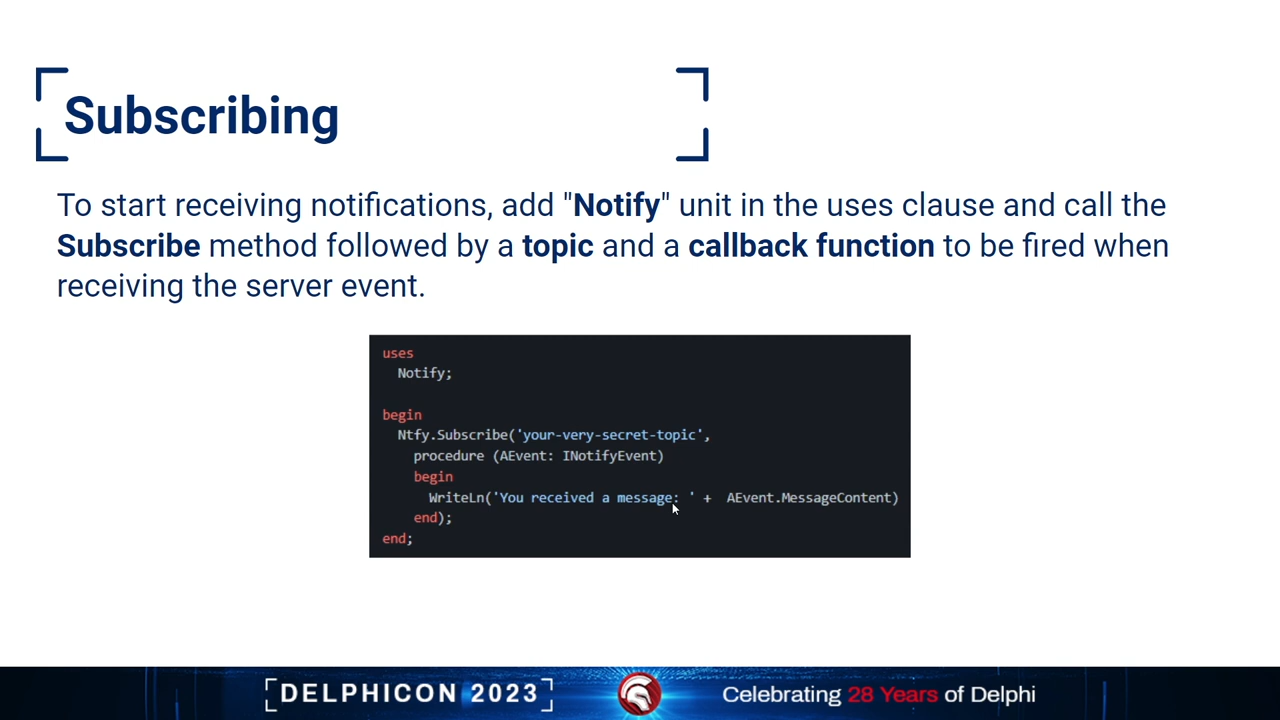 Subscribing
To start receiving notifications, add "Notify" unit in the uses clause and call the
Subscribe method followed by a topic and a callback function to be fired when
receiving the server event.
uses
Notify;
begin
Ntfy.Subscribe('your-very-secret-topic',
procedure (AEvent: INotifyEvent)
begin
WriteLn('You received a message: ' +  AEvent.MessageContent)
end);
end;
DELPHICON 2023
Celebrating 28 Years of Delphi